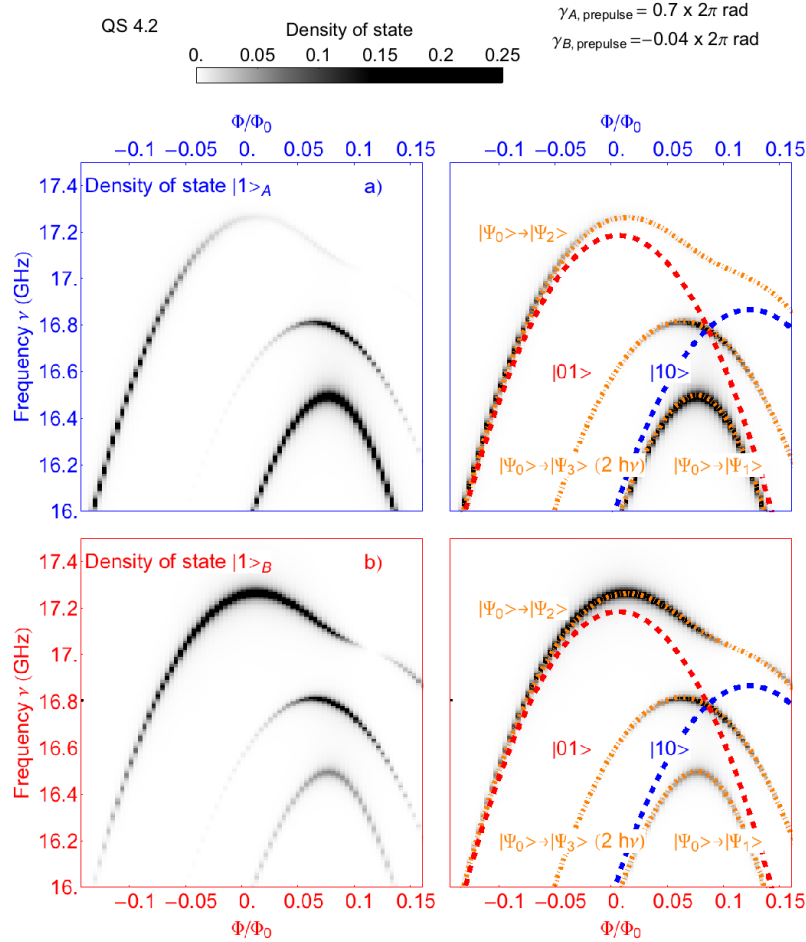 QS 4.2
Density of state
0. 0.05 0.10 0.15 0.20 0.25
γA, prepulse = 0.7 x 2π rad
γB, prepulse =−0.04 x 2π rad
Φ/Φ0
−0.1 −0.05 0. 0.05 0.10 0.15
Φ/Φ0
−0.1 −0.05 0. 0.05 0.10 0.15
Frequency ν (GHz)
17.4
17.2
17.
16.8
16.6
16.4
16.2
16.
Density of state |1>A
a)
|Ψ0>→|Ψ2>
|01>
|10>
|Ψ0>→|Ψ3> (2 hν)
|Ψ0>→|Ψ1>
Frequency ν (GHz)
17.4
17.2
17.
16.8
16.6
16.4
16.2
16.
Density of state |1>B
b)
|Ψ0>→|Ψ2>
|01>
|10>
|Ψ0>→|Ψ3> (2 hν)
|Ψ0>→|Ψ1>
−0.1 −0.05 0. 0.05 0.10 0.15
Φ/Φ0
−0.1 −0.05 0. 0.05 0.10 0.15
Φ/Φ0